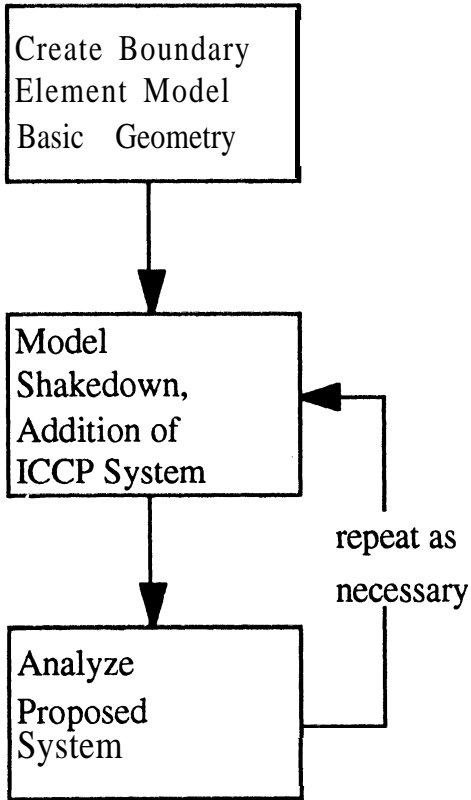 Create Boundary
Element Model
Basic Geometry
Model
Shakedown,
Addition of
ICCP System
repeat as
necessary
Analyze
Proposed
System